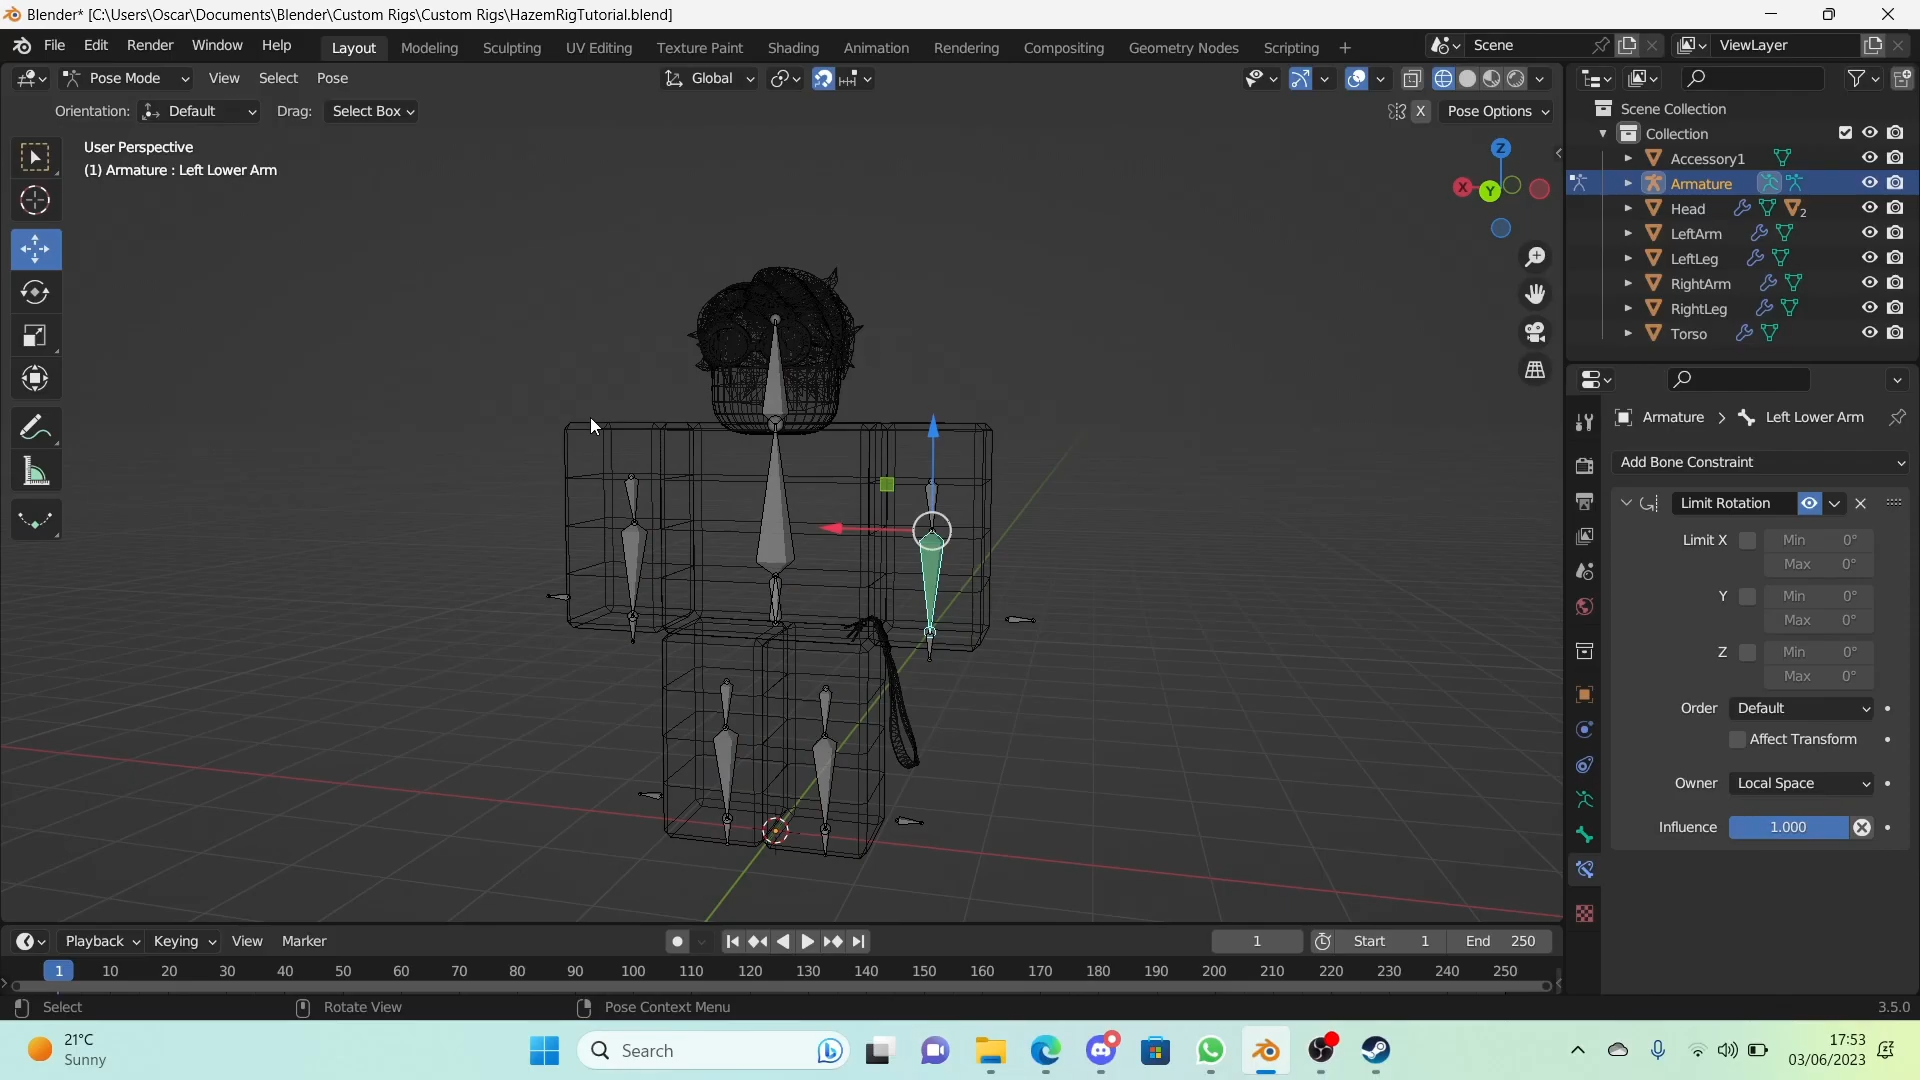 Blender* [C:\Users\Oscar\Documents\Blender\Custom Rigs\Custom Rigs\HazemRigTutorial.blend]
File Edit Render Window Help Layout Modeling Sculpting UV Editing Texture Paint Shading Animation Rendering Compositing Geometry Nodes Scripting + Scene ViewLayer
Pose Mode View Select Pose Global
Orientation: Default Drag: Select Box X Pose Options
User Perspective
(1) Armature : Left Lower Arm
Z
X
Y
Scene Collection
Collection
Accessory1
Armature
Head 2
LeftArm
LeftLeg
RightArm
RightLeg
Torso
Armature Left Lower Arm
Add Bone Constraint
Limit Rotation
Limit X Min 0°
Max 0°
Y Min 0°
Max 0°
Z Min 0°
Max 0°
Order Default
Affect Transform
Owner Local Space
Influence 1.000
Playback Keying View Marker 1 Start 1 End 250
1 10 20 30 40 50 60 70 80 90 100 110 120 130 140 150 160 170 180 190 200 210 220 230 240 250
Select Rotate View Pose Context Menu 3.5.0
21°C
Sunny
Search
17:53
03/06/2023